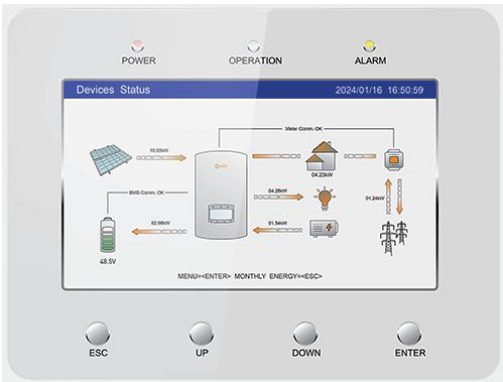 POWER OPERATION ALARM
Devices Status 2024/01/16 16:50:59
Meter Comm. OK
10.03kW
04.23kW
BMS Comm. OK
04.26kW
01.24kW
03.99kW
01.54kW
48.5V
MENU=<ENTER> MONTHLY ENERGY=<ESC>
ESC UP DOWN ENTER